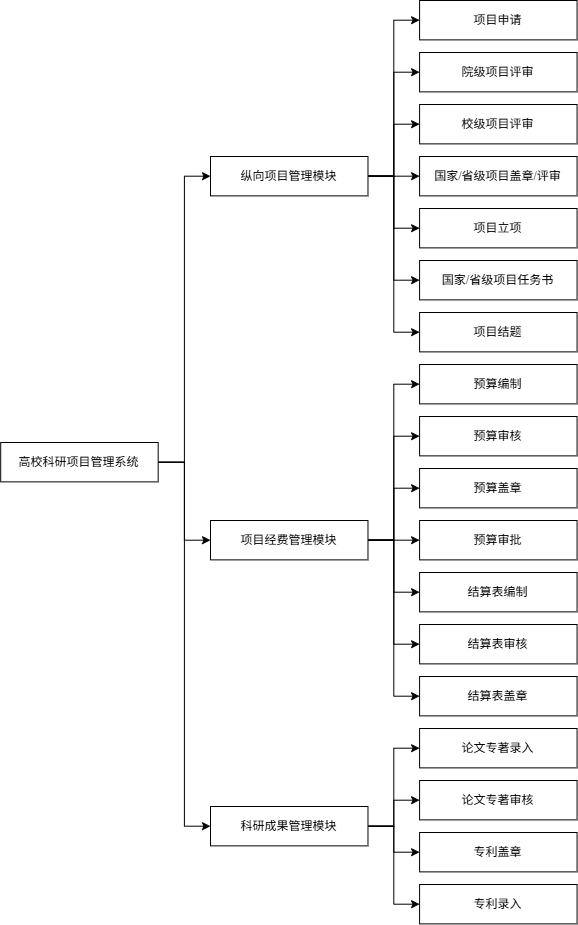 高校科研项目管理系统
纵向项目管理模块
项目申请
院级项目评审
校级项目评审
国家/省级项目盖章/评审
项目立项
国家/省级项目任务书
项目结题
项目经费管理模块
预算编制
预算审核
预算盖章
预算审批
结算表编制
结算表审核
结算表盖章
科研成果管理模块
论文专著录入
论文专著审核
专利盖章
专利录入